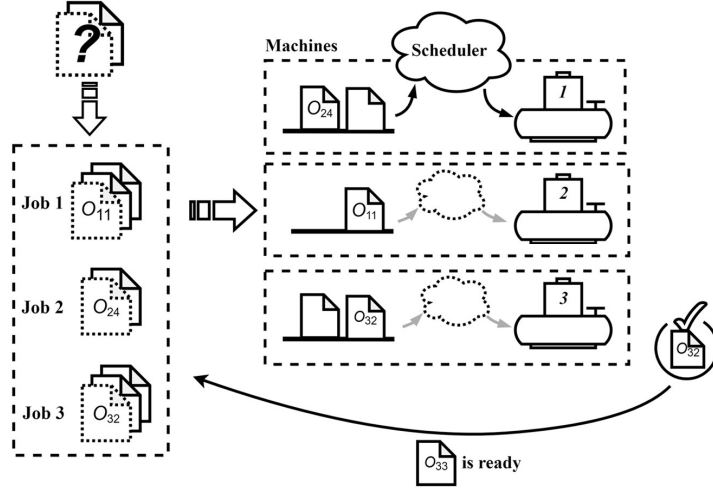 ?
Machines
Scheduler
O24
1
Job 1
O11
O11
2
Job 2
O24
O32
3
O32
Job 3
O32
O33 is ready